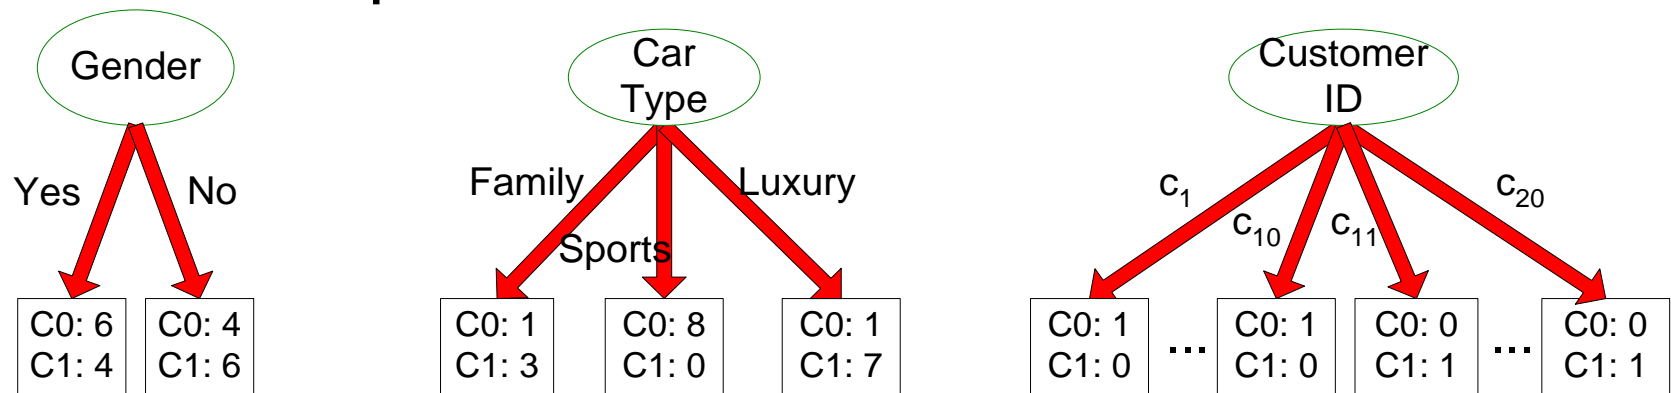 Gender
Yes
No
C0: 6
C1: 4
C0: 4
C1: 6
Car
Type
Family
Sports
Luxury
C0: 1
C1: 3
C0: 8
C1: 0
C0: 1
C1: 7
Customer
ID
c₁
c₁₀
c₁₁
c₂₀
C0: 1
C1: 0
...
C0: 1
C1: 0
C0: 0
C1: 1
...
C0: 0
C1: 1